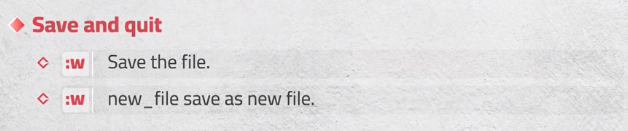 Save and quit
:w Save the file.
:w new_file save as new file.